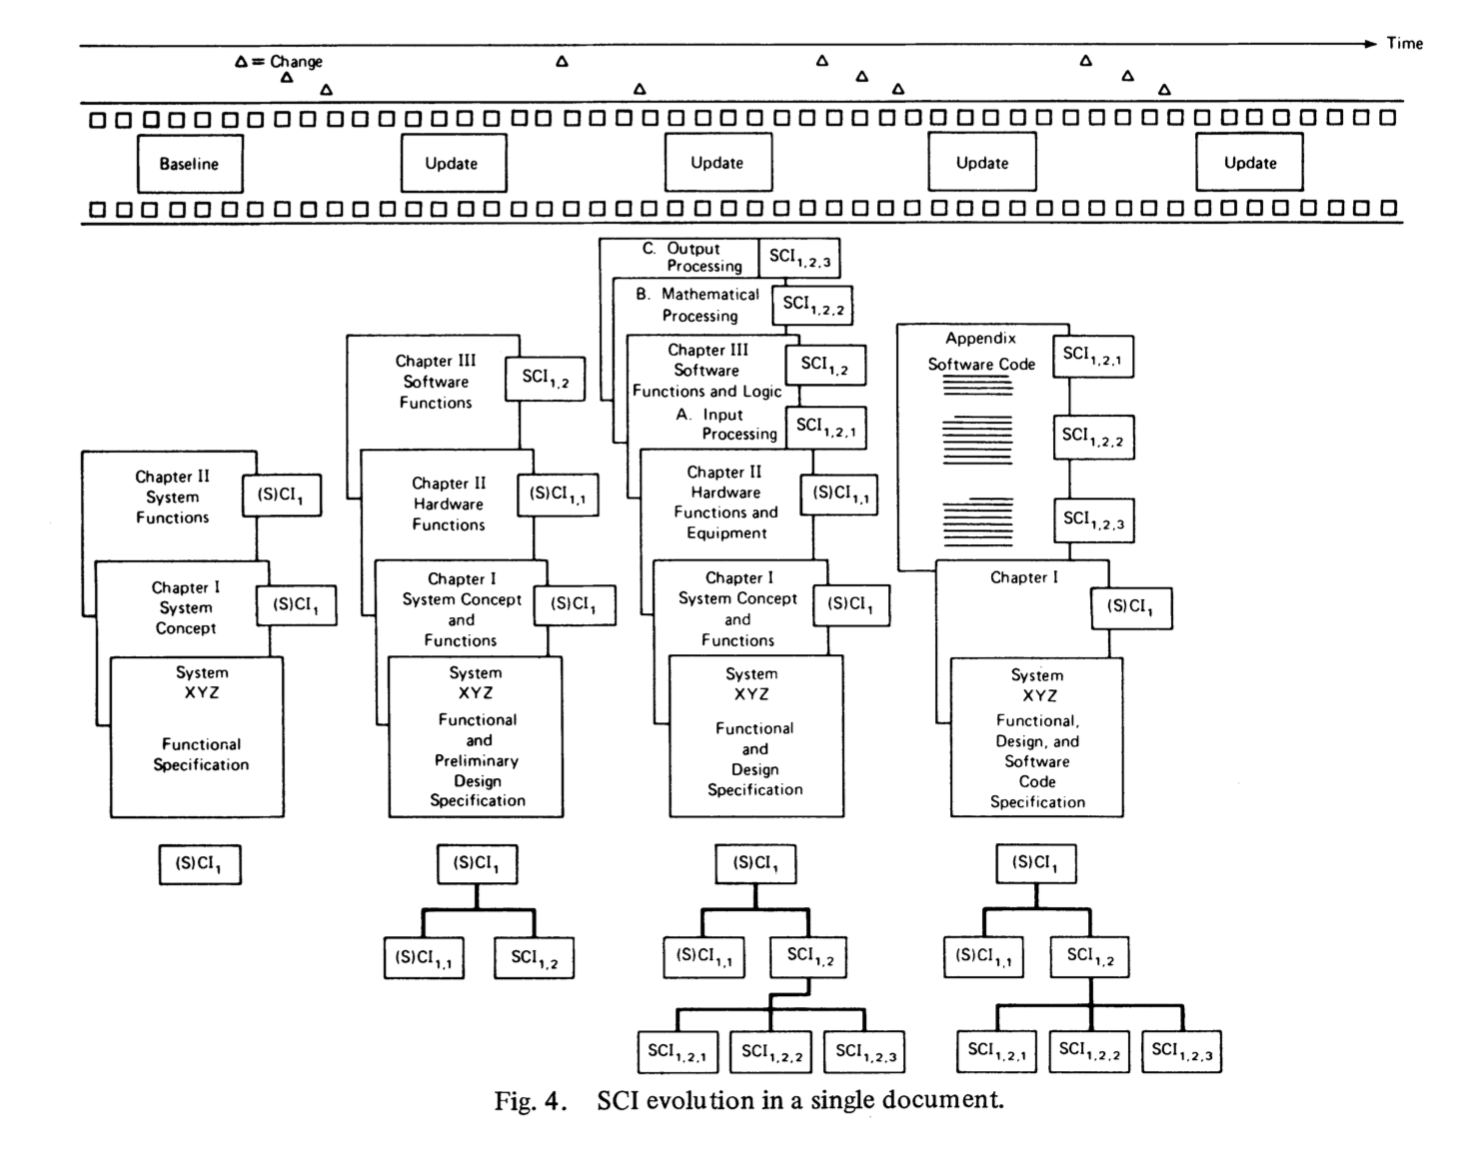 Time
Δ = Change
Baseline
Update
Update
Update
Update
Chapter II
System
Functions
(S)CI1
Chapter I
System
Concept
(S)CI1
System
XYZ
Functional
Specification
(S)CI1
Chapter III
Software
Functions
SCI1,2
Chapter II
Hardware
Functions
(S)CI1,1
Chapter I
System Concept
and
Functions
(S)CI1
System
XYZ
Functional
and
Preliminary
Design
Specification
(S)CI1
(S)CI1,1
SCI1,2
C. Output
Processing
SCI1,2,3
B. Mathematical
Processing
SCI1,2,2
Chapter III
Software
Functions and Logic
SCI1,2
A. Input
Processing
SCI1,2,1
Chapter II
Hardware
Functions and
Equipment
(S)CI1,1
Chapter I
System Concept
and
Functions
(S)CI1
System
XYZ
Functional
and
Design
Specification
(S)CI1
(S)CI1,1
SCI1,2
SCI1,2,1
SCI1,2,2
SCI1,2,3
Appendix
Software Code
SCI1,2,1
SCI1,2,2
SCI1,2,3
Chapter I
(S)CI1
System
XYZ
Functional,
Design, and
Software
Code
Specification
(S)CI1
(S)CI1,1
SCI1,2
SCI1,2,1
SCI1,2,2
SCI1,2,3
Fig. 4. SCI evolution in a single document.